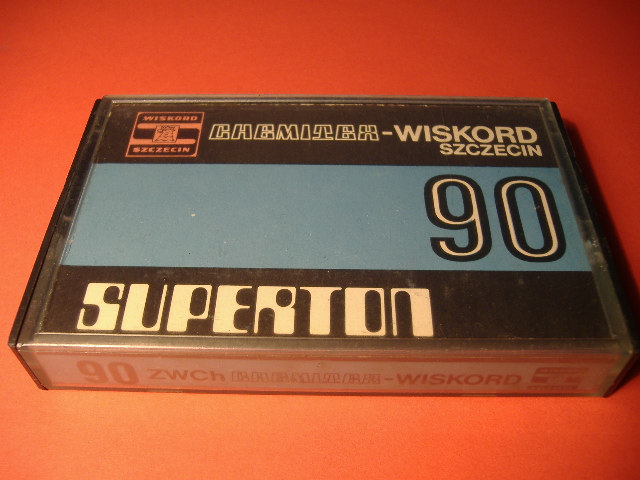 WISKORD
SZCZECIN
CHEMITEX-WISKORD
SZCZECIN
90
SUPERTON
90 ZWCh CHEMITEX-WISKORD